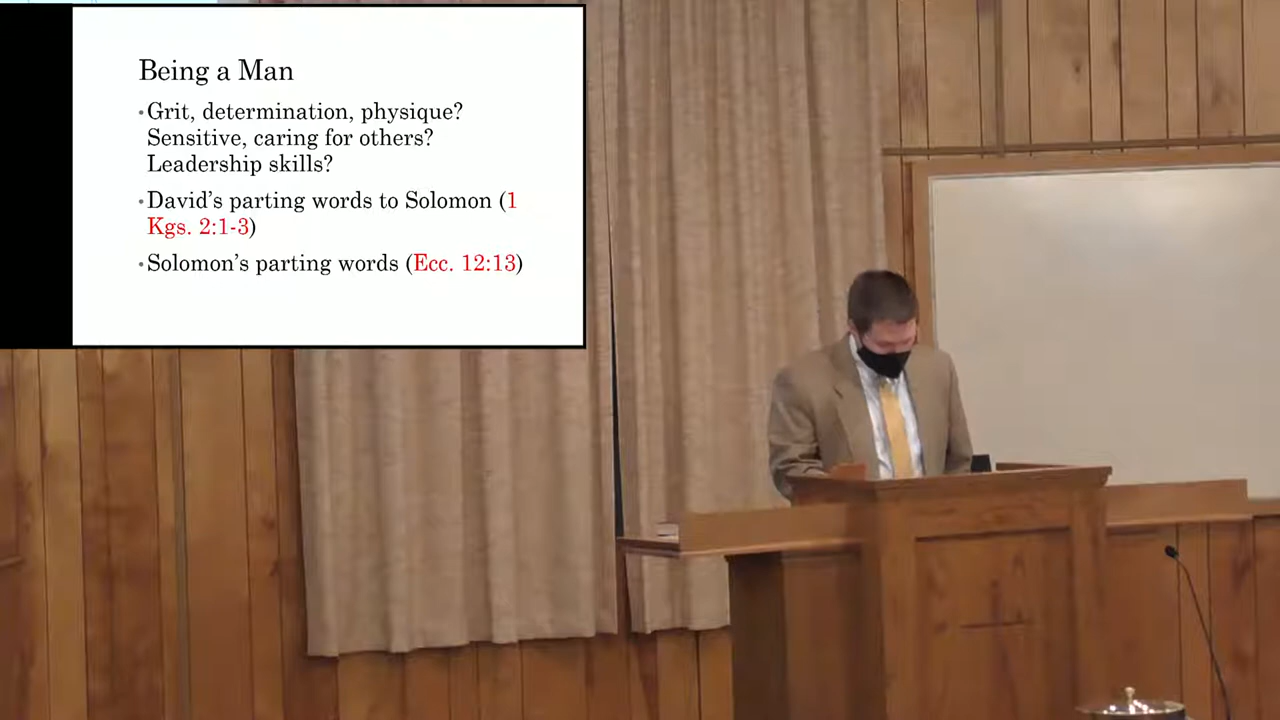 Being a Man
•Grit, determination, physique?
Sensitive, caring for others?
Leadership skills?
•David's parting words to Solomon (1
Kgs. 2:1-3)
•Solomon's parting words (Ecc. 12:13)